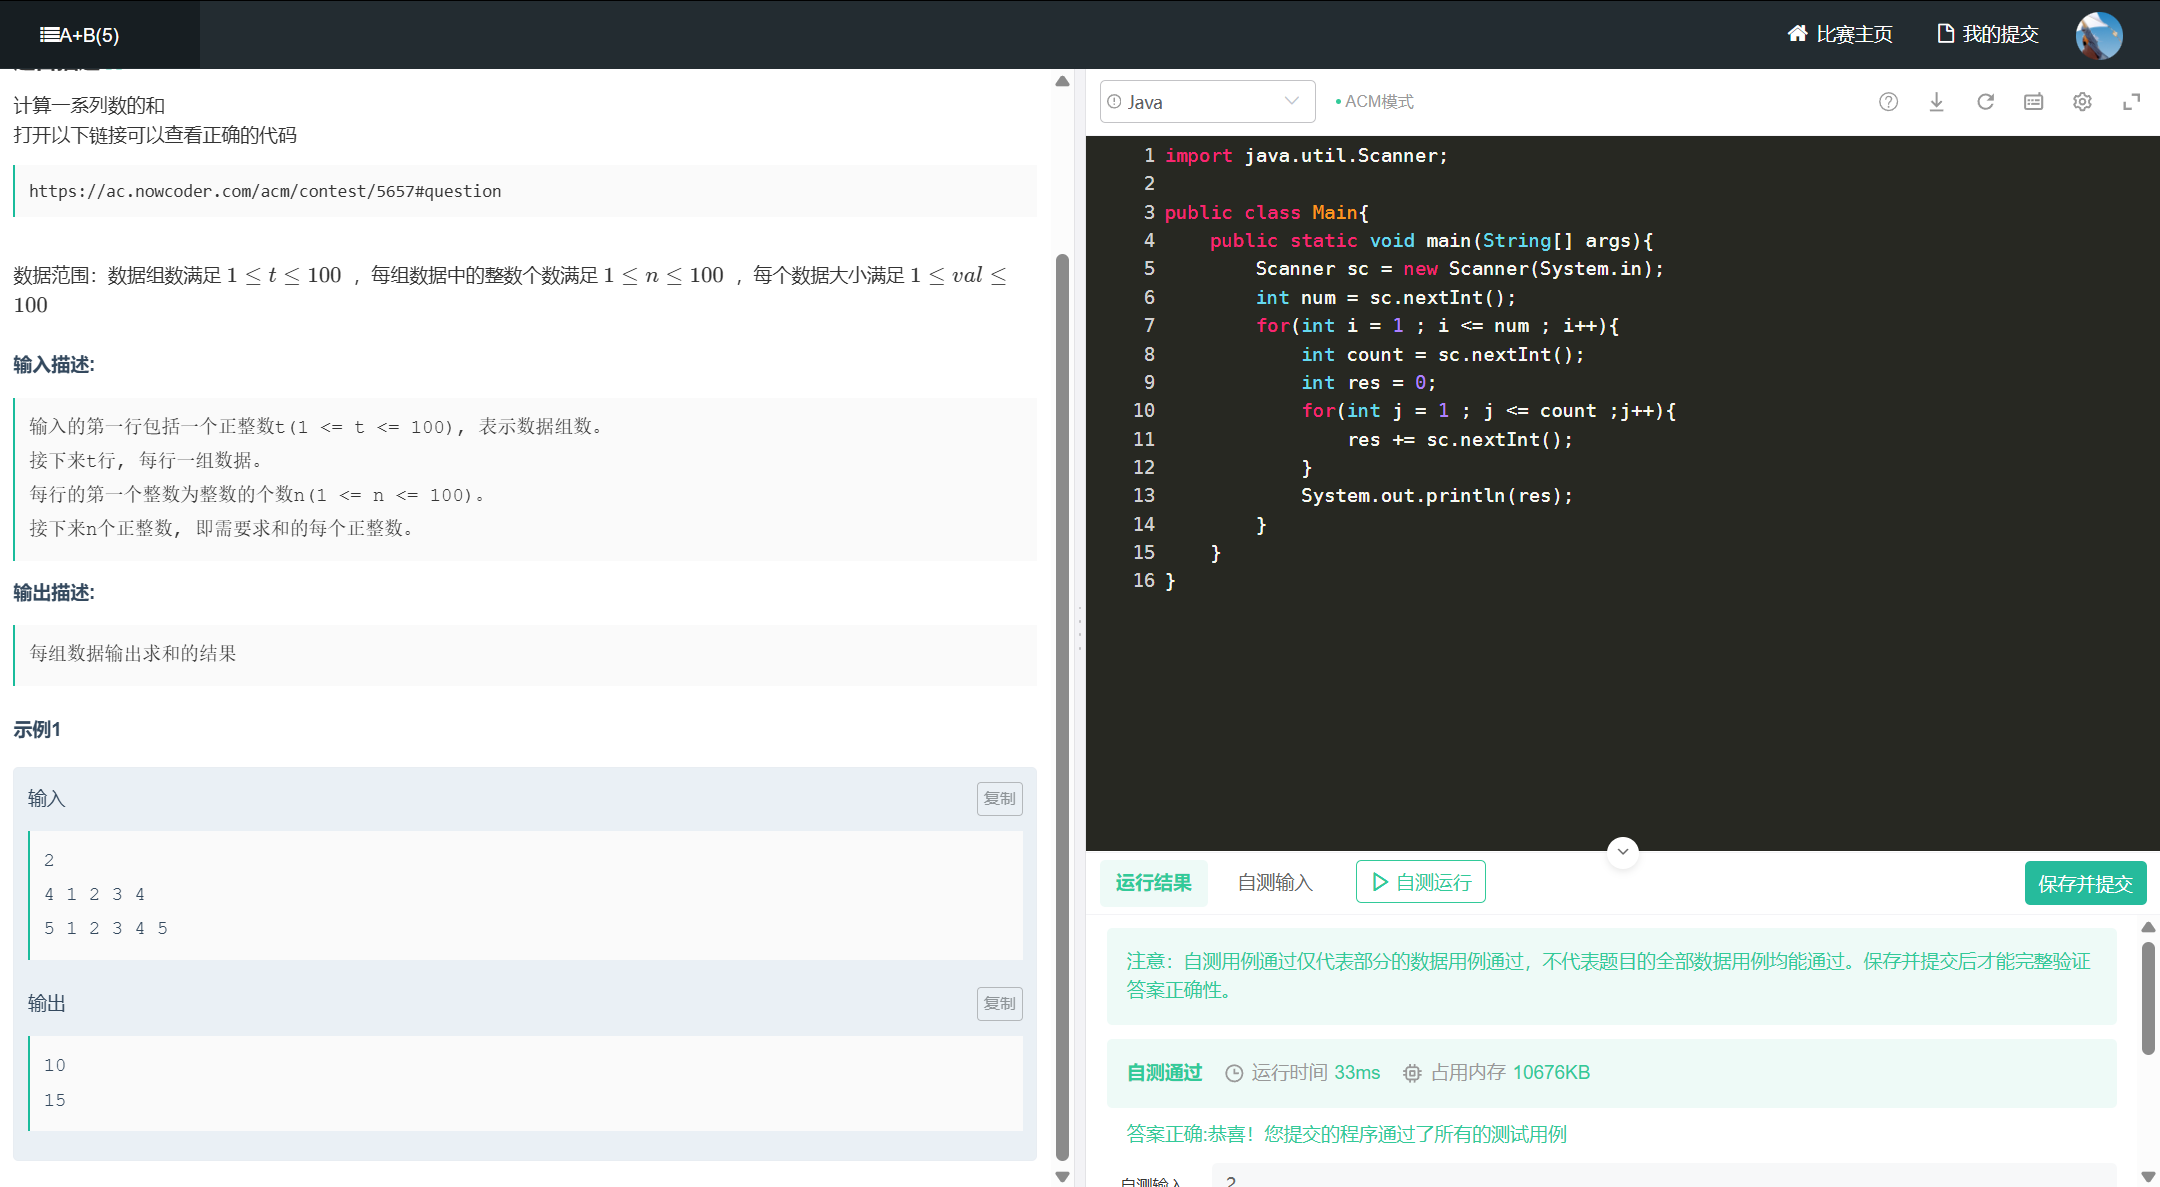 A+B(5)
比赛主页
我的提交
计算一系列数的和
打开以下链接可以查看正确的代码
https://ac.nowcoder.com/acm/contest/5657#question
数据范围：数据组数满足 1 ≤ t ≤ 100 ，每组数据中的整数个数满足 1 ≤ n ≤ 100 ，每个数据大小满足 1 ≤ val ≤
100
输入描述:
输入的第一行包括一个正整数t(1 <= t <= 100), 表示数据组数。
接下来t行, 每行一组数据。
每行的第一个整数为整数的个数n(1 <= n <= 100)。
接下来n个正整数, 即需要求和的每个正整数。
输出描述:
每组数据输出求和的结果
示例1
输入
复制
2
4 1 2 3 4
5 1 2 3 4 5
输出
复制
10
15
Java
ACM模式
1 import java.util.Scanner;
2
3 public class Main{
4     public static void main(String[] args){
5         Scanner sc = new Scanner(System.in);
6         int num = sc.nextInt();
7         for(int i = 1 ; i <= num ; i++){
8             int count = sc.nextInt();
9             int res = 0;
10             for(int j = 1 ; j <= count ;j++){
11                 res += sc.nextInt();
12             }
13             System.out.println(res);
14         }
15     }
16 }
运行结果
自测输入
自测运行
保存并提交
注意：自测用例通过仅代表部分的数据用例通过，不代表题目的全部数据用例均能通过。保存并提交后才能完整验证
答案正确性。
自测通过
运行时间 33ms
占用内存 10676KB
答案正确:恭喜！您提交的程序通过了所有的测试用例
自测输入
2